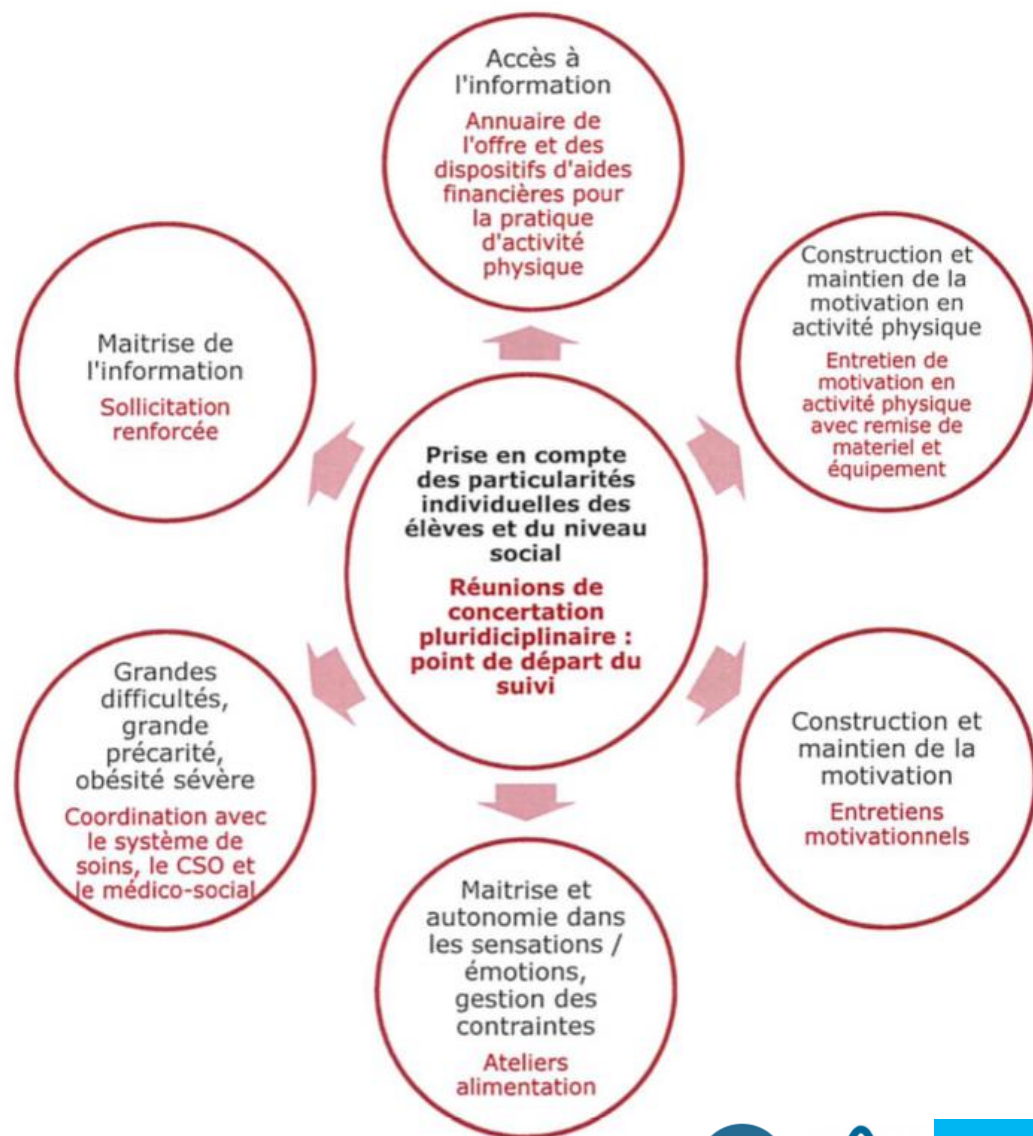 Accès à
l'information
Annuaire de
l'offre et des
dispositifs d'aides
financières pour
la pratique
d'activité
physique
Construction et
maintien de la
motivation en
activité physique
Entretien de
motivation en
activité physique
avec remise de
materiel et
équipement
Maitrise de
l'information
Sollicitation
renforcée
Prise en compte
des particularités
individuelles des
élèves et du niveau
social
Réunions de
concertation
pluridiciplinaire :
point de départ du
suivi
Grandes
difficultés,
grande
précarité,
obésité sévère
Coordination avec
le système de
soins, le CSO et
le médico-social
Construction et
maintien de la
motivation
Entretiens
motivationnels
Maitrise et
autonomie dans
les sensations /
émotions,
gestion des
contraintes
Ateliers
alimentation